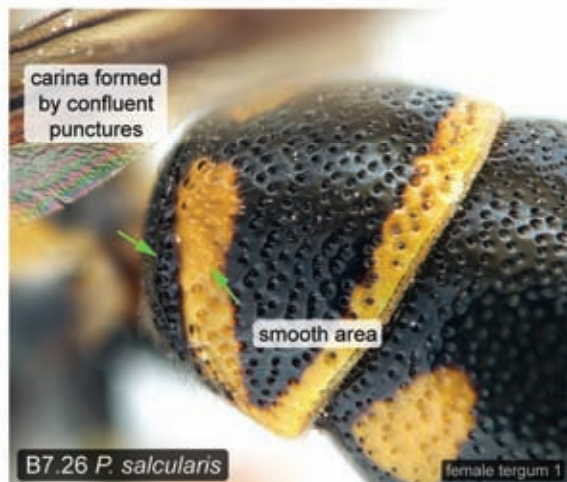 carina formed
by confluent
punctures
smooth area
B7.26 P. salcularis
female tergum 1